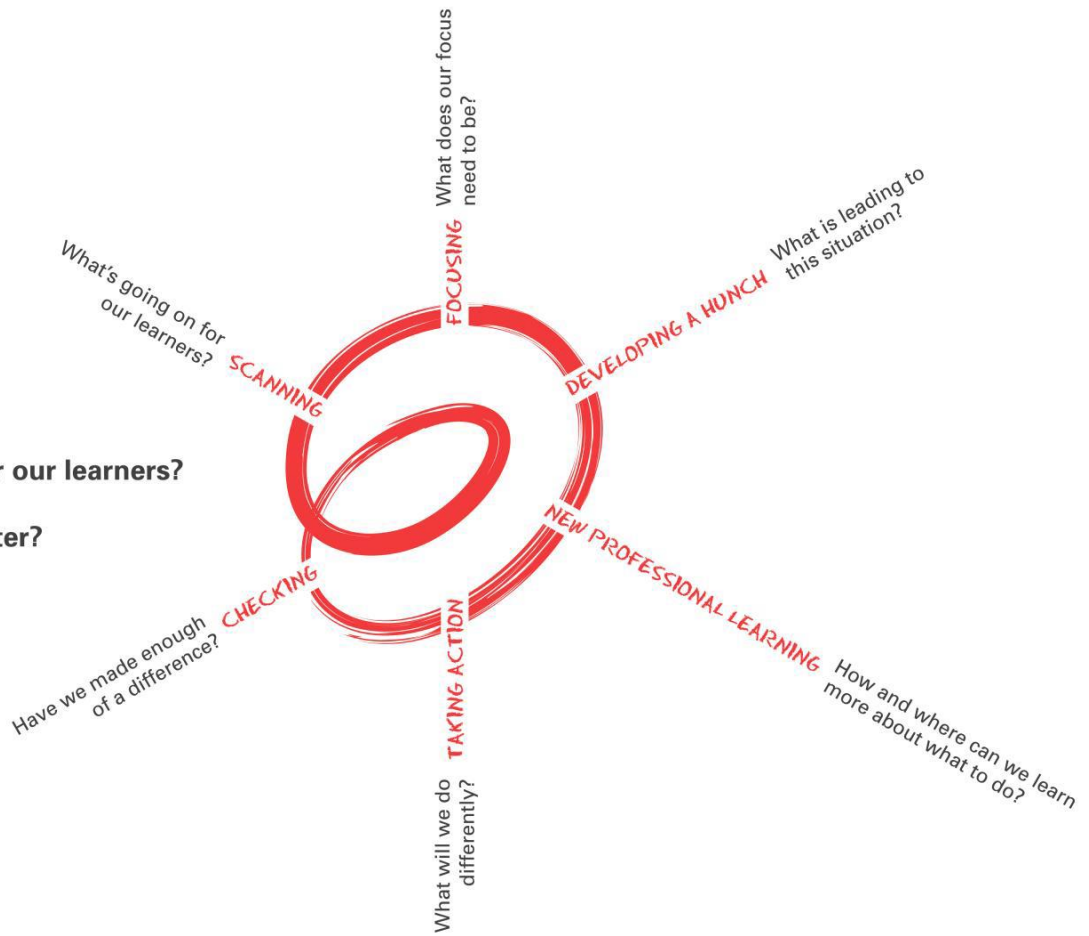 What does our focus
need to be?
FOCUSING
What is leading to
this situation?
DEVELOPING A HUNCH
What's going on for
our learners?
SCANNING
our learners?
NEW PROFESSIONAL LEARNING
How and where can we learn
more about what to do?
CHECKING
Have we made enough
of a difference?
TAKING ACTION
What will we do
differently?